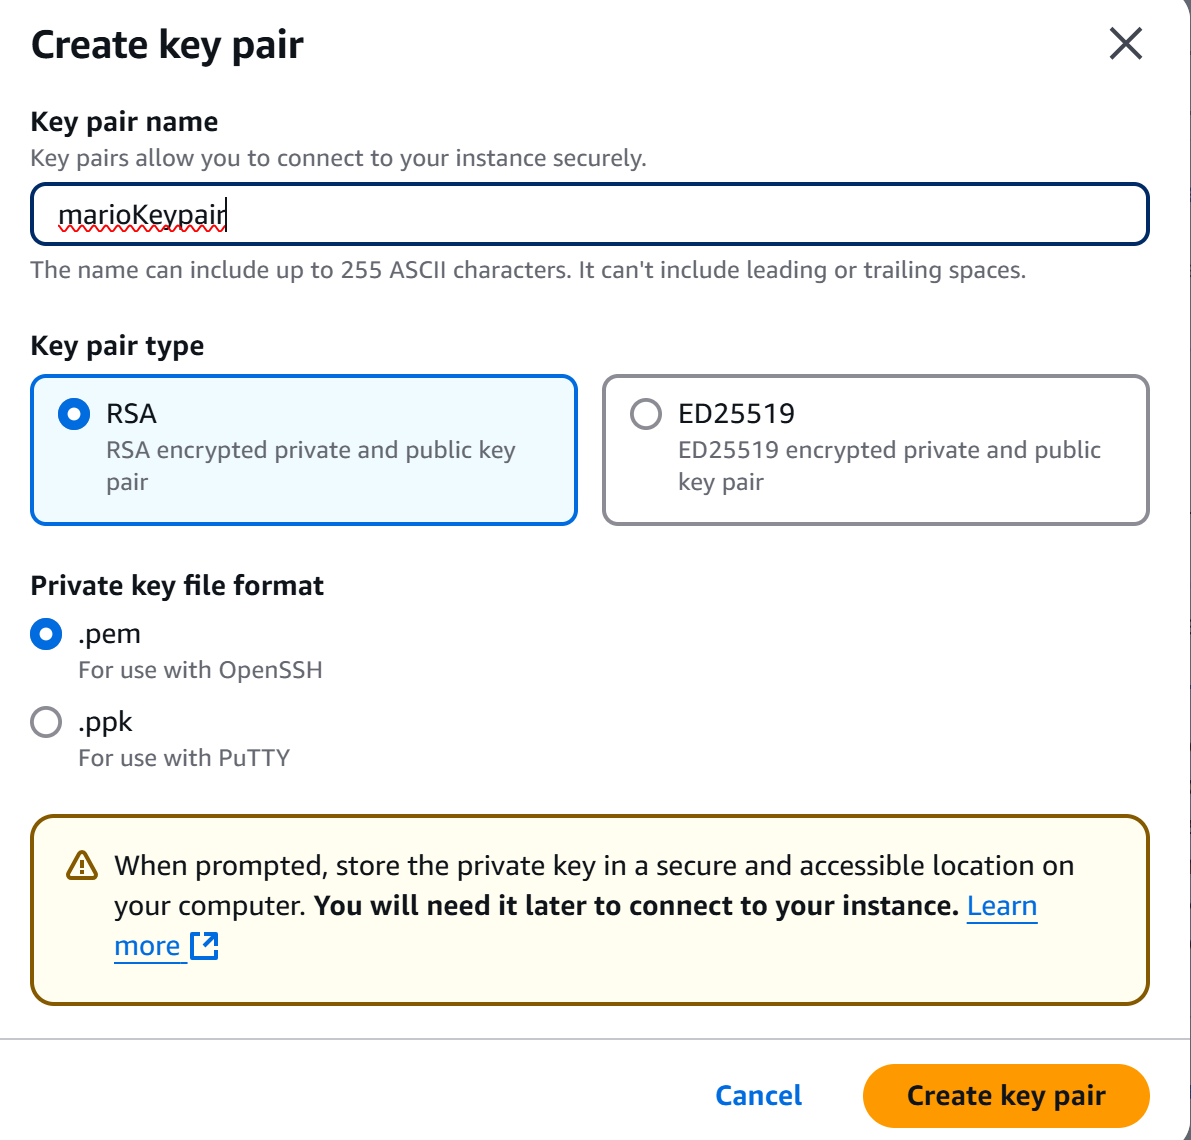 Create key pair
Key pair name
Key pairs allow you to connect to your instance securely.
marioKeypair
The name can include up to 255 ASCII characters. It can't include leading or trailing spaces.
Key pair type
RSA
RSA encrypted private and public key
pair
ED25519
ED25519 encrypted private and public
key pair
Private key file format
.pem
For use with OpenSSH
.ppk
For use with PuTTY
When prompted, store the private key in a secure and accessible location on
your computer. You will need it later to connect to your instance. Learn
more
Cancel
Create key pair